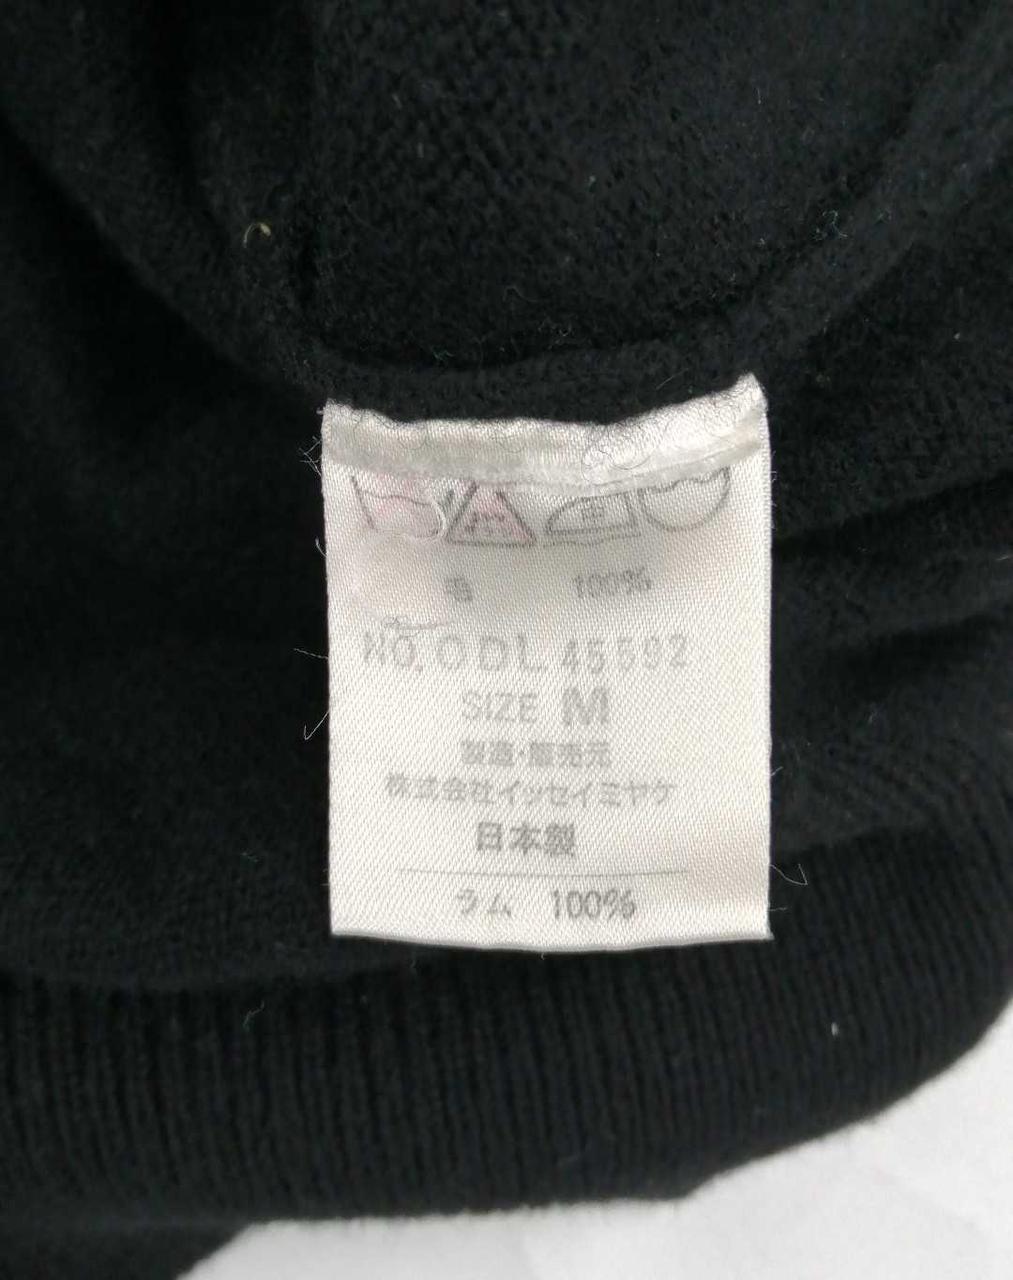 毛 100%
NO. ODL 45592
SIZE M
製造・販売元
株式会社イッセイミヤケ
日本製
ラム 100%